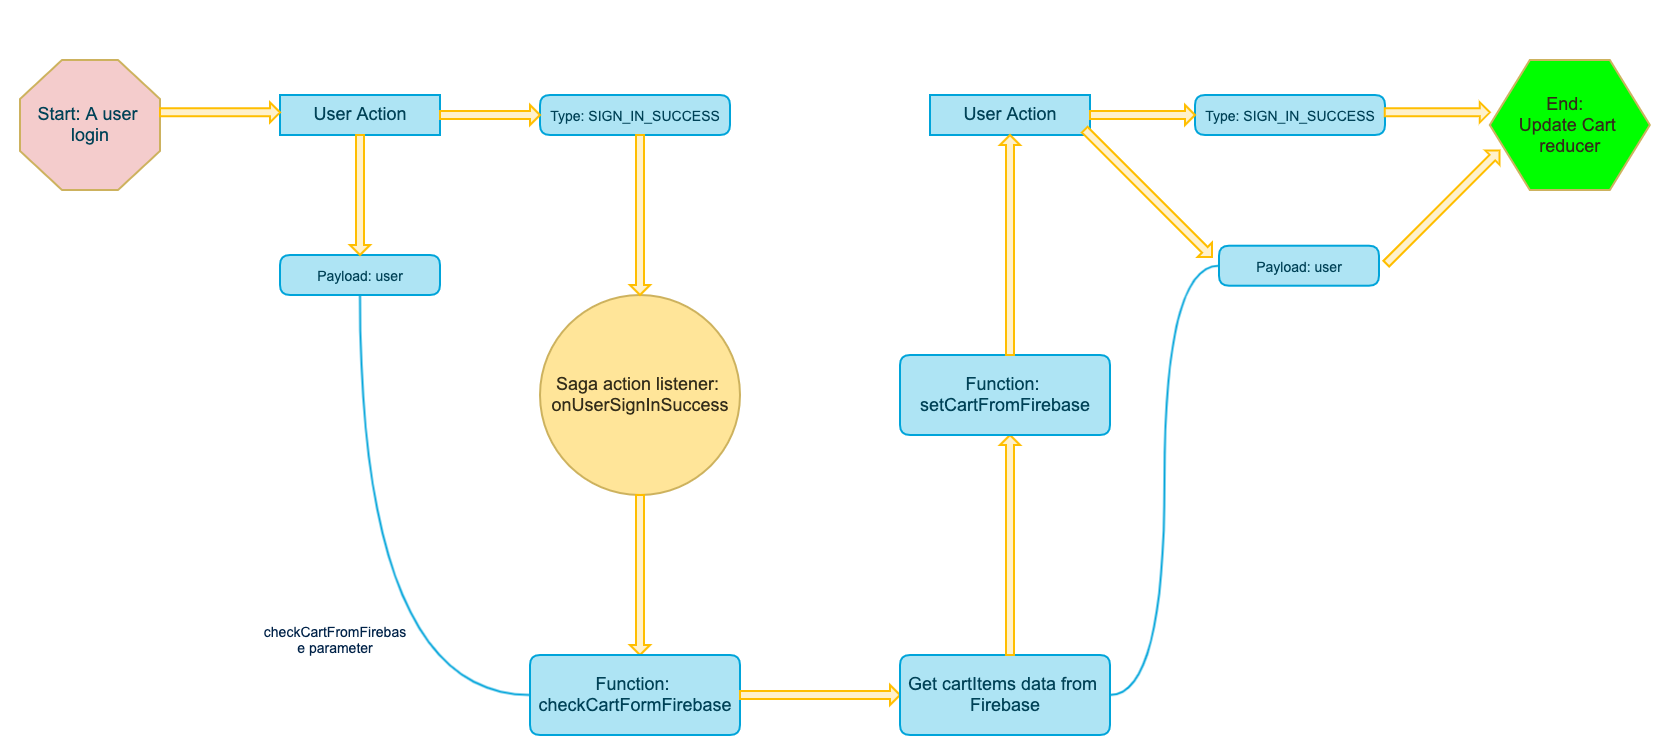 Start: A user
login
User Action
Type: SIGN_IN_SUCCESS
Payload: user
Saga action listener:
onUserSignInSuccess
checkCartFromFirebas
e parameter
Function:
checkCartFormFirebase
Get cartItems data from
Firebase
Function:
setCartFromFirebase
User Action
Type: SIGN_IN_SUCCESS
Payload: user
End:
Update Cart
reducer